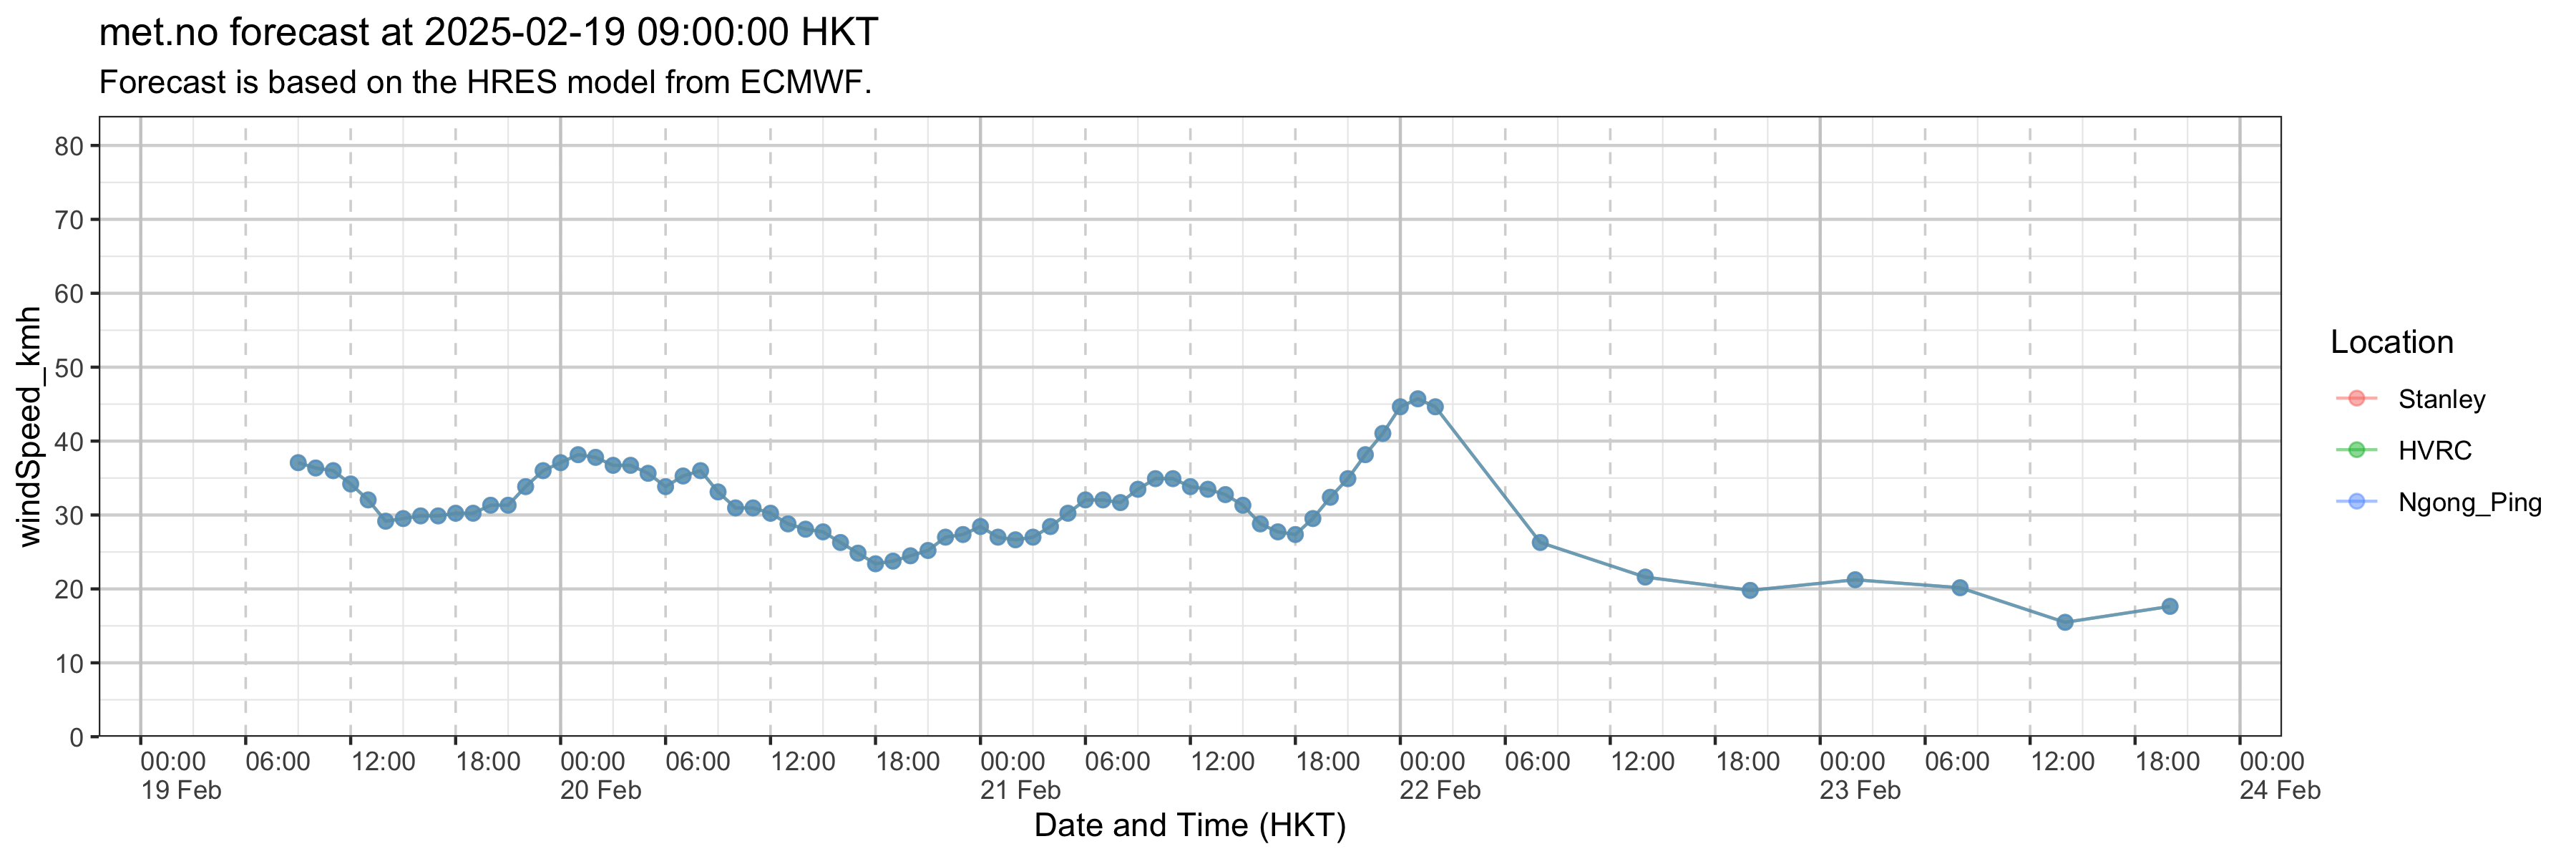 met.no forecast at 2025-02-19 09:00:00 HKT
Forecast is based on the HRES model from ECMWF.
windSpeed_kmh
80
70
60
50
40
30
20
10
0
00:00 06:00 12:00 18:00 00:00 06:00 12:00 18:00 00:00 06:00 12:00 18:00 00:00 06:00 12:00 18:00 00:00 06:00 12:00 18:00 00:00
19 Feb 20 Feb 21 Feb 22 Feb 23 Feb 24 Feb
Date and Time (HKT)
Location
Stanley
HVRC
Ngong_Ping